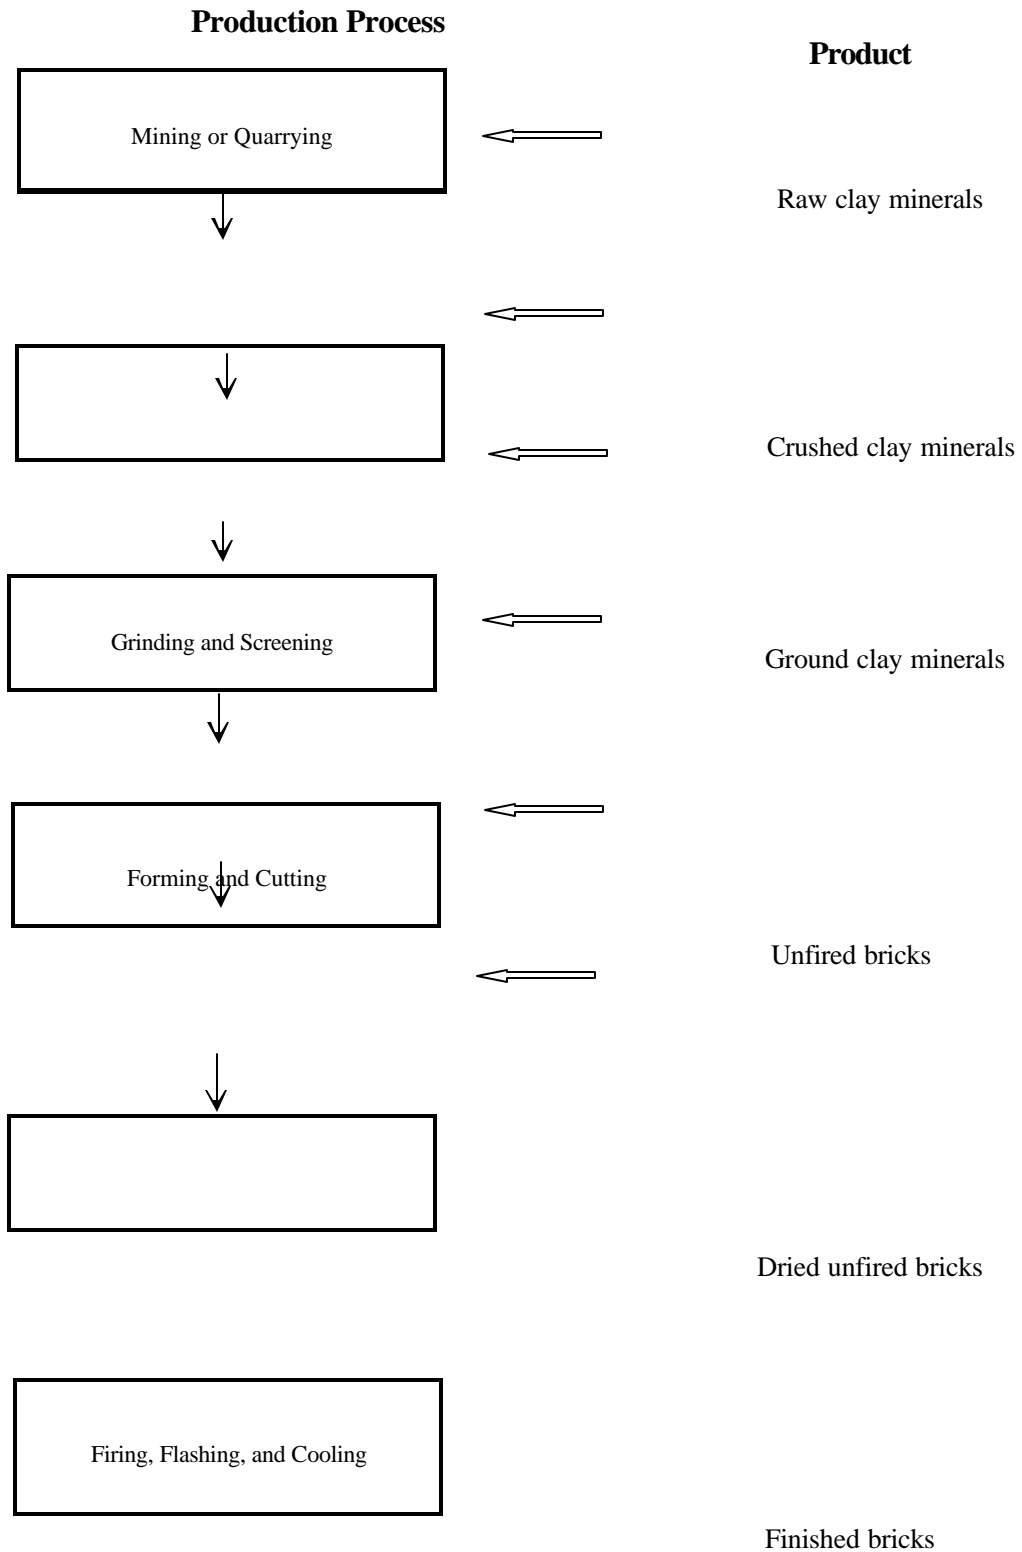 Production Process
Product
Mining or Quarrying
Raw clay minerals
Crushed clay minerals
Grinding and Screening
Ground clay minerals
Forming and Cutting
Unfired bricks
Dried unfired bricks
Firing, Flashing, and Cooling
Finished bricks